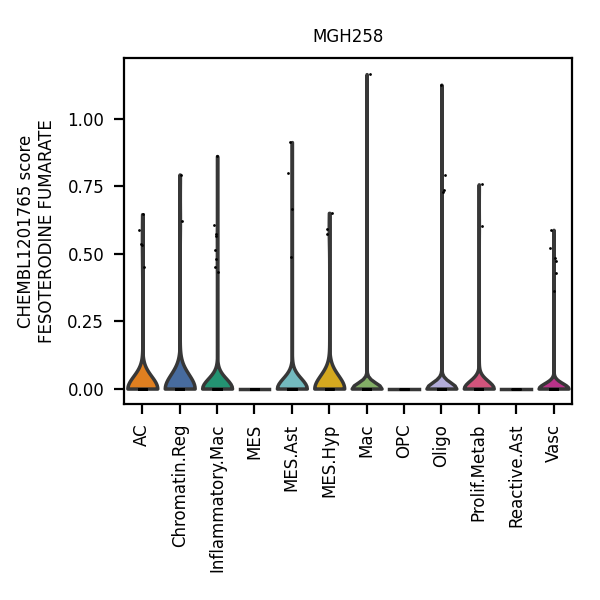 MGH258
CHEMBL1201765 score
FESOTERODINE FUMARATE
1.00
0.75
0.50
0.25
0.00
AC
Chromatin.Reg
Inflammatory.Mac
MES
MES.Ast
MES.Hyp
Mac
OPC
Oligo
Prolif.Metab
Reactive.Ast
Vasc